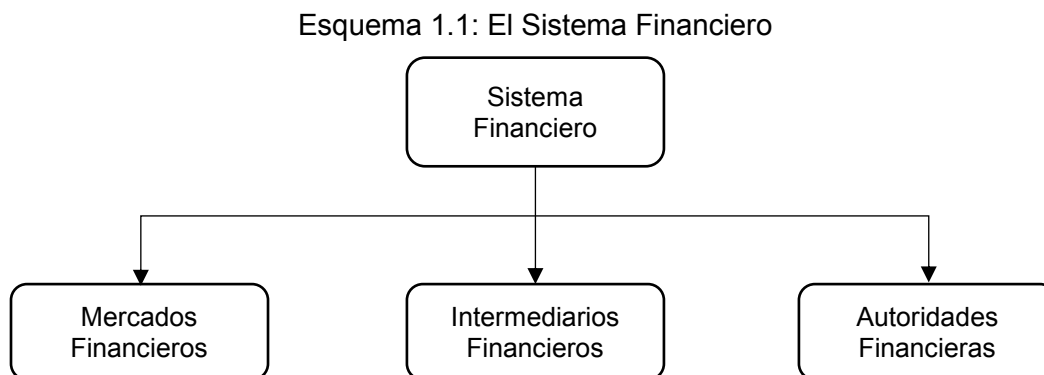 Esquema 1.1: El Sistema Financiero
Sistema
Financiero
Mercados
Financieros
Intermediarios
Financieros
Autoridades
Financieras